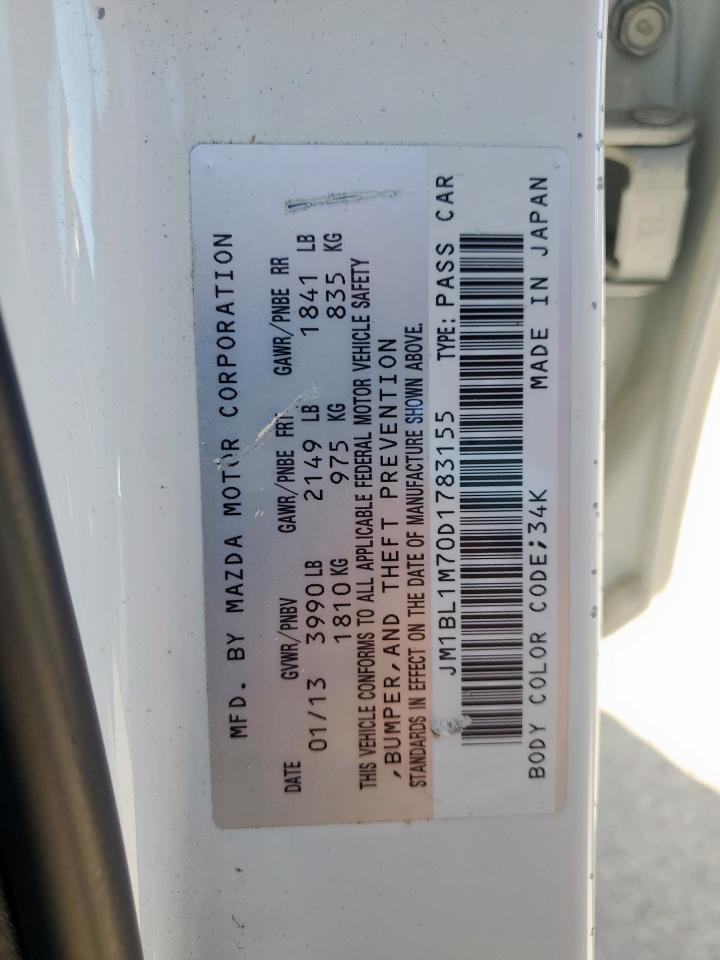 MFD. BY MAZDA MOTOR CORPORATION
DATE GVWR/PNBV GAWR/PNBE FRT GAWR/PNBE RR
01/13 3990 LB 2149 LB 1841 LB
1810 KG 975 KG 835 KG
THIS VEHICLE CONFORMS TO ALL APPLICABLE FEDERAL MOTOR VEHICLE SAFETY
,BUMPER,AND THEFT PREVENTION
STANDARDS IN EFFECT ON THE DATE OF MANUFACTURE SHOWN ABOVE.
JM1BL1M70D1783155 TYPE: PASS CAR
BODY COLOR CODE;34K MADE IN JAPAN